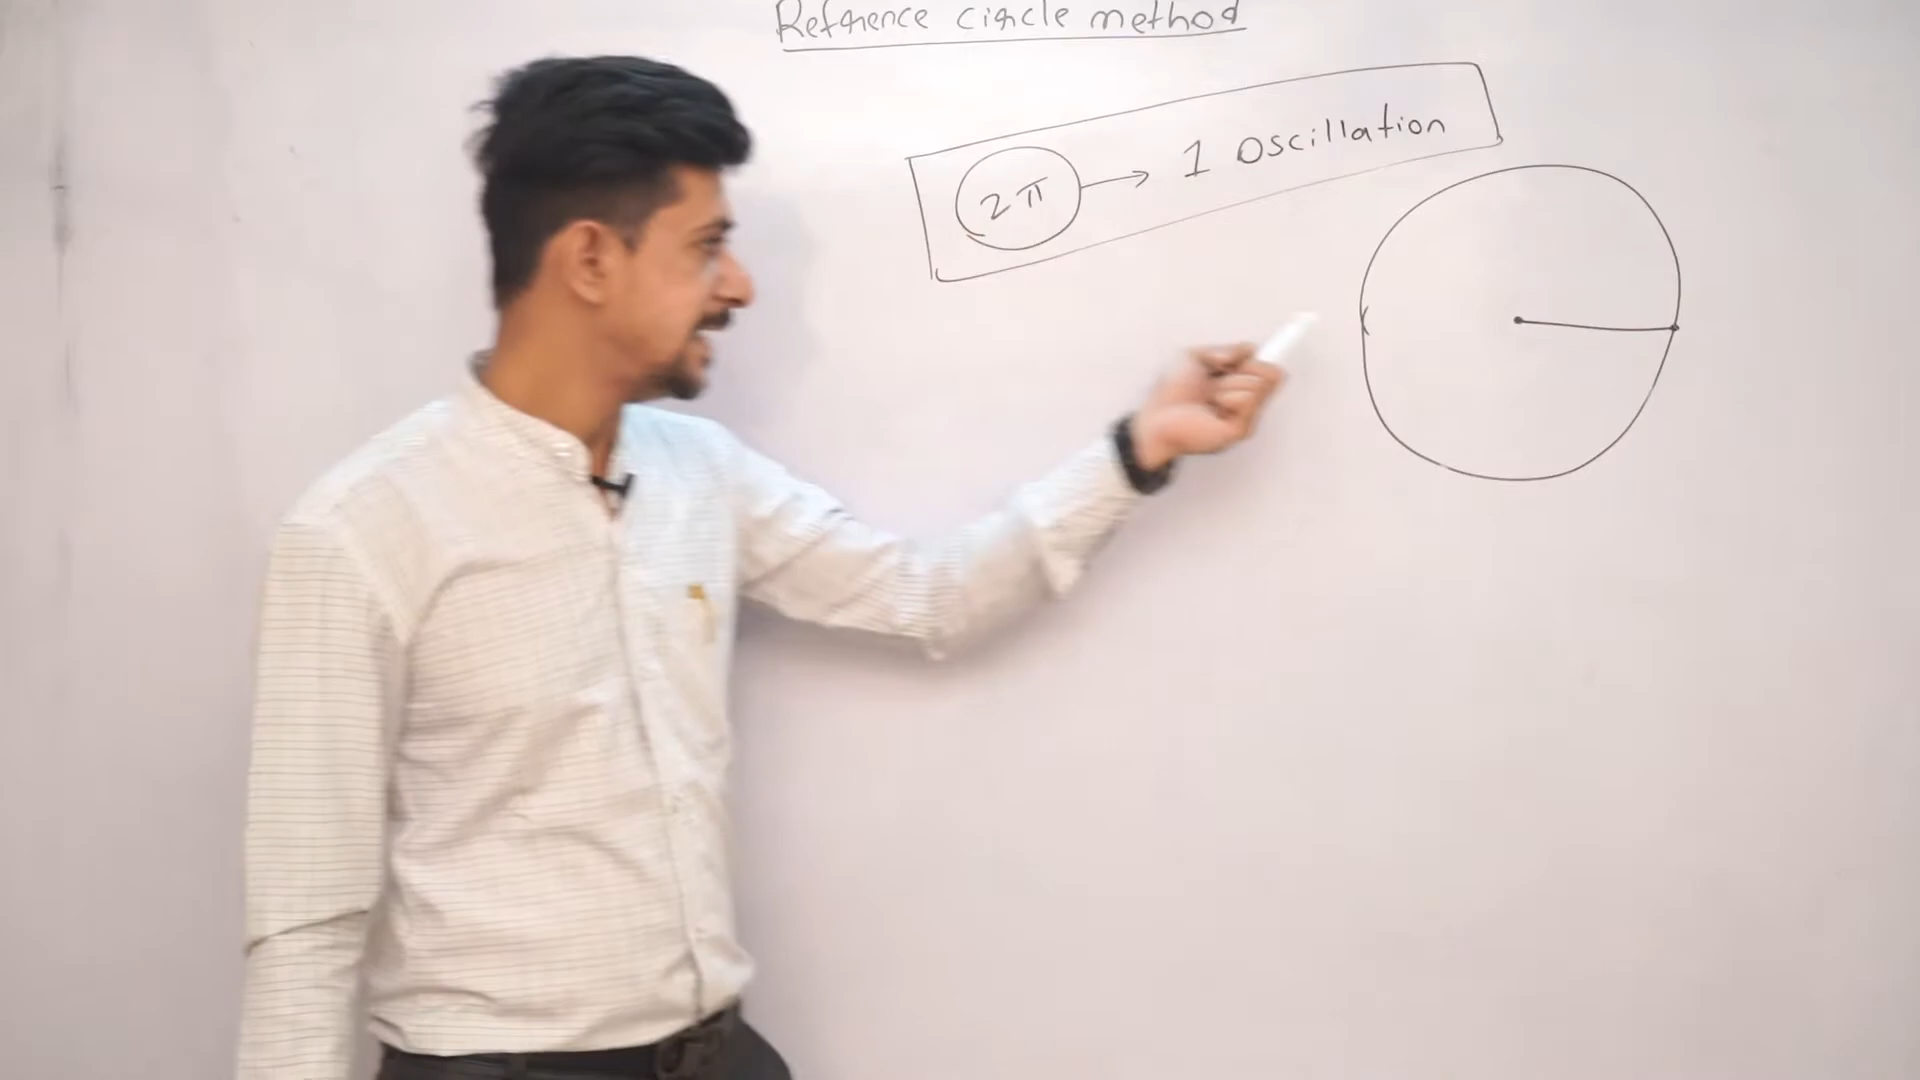 Reference circle method
2π → 1 Oscillation